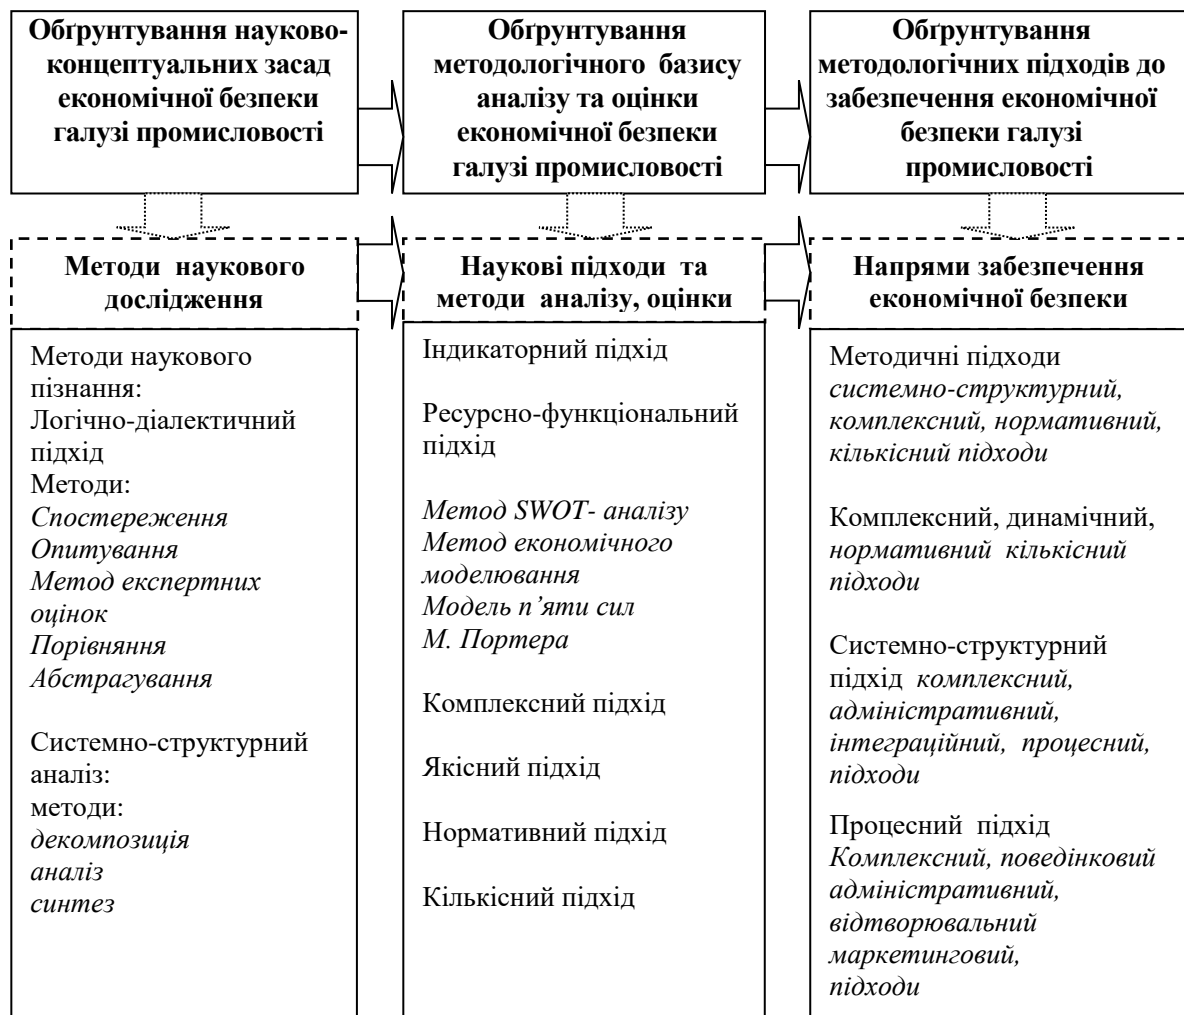 Обґрунтування науково-
концептуальних засад
економічної безпеки
галузі промисловості
Обґрунтування
методологічного базису
аналізу та оцінки
економічної безпеки
галузі промисловості
Обґрунтування
методологічних підходів до
забезпечення економічної
безпеки галузі
промисловості
Методи наукового
дослідження
Наукові підходи та
методи аналізу, оцінки
Напрями забезпечення
економічної безпеки
Методи наукового
пізнання:
Логічно-діалектичний
підхід
Методи:
Спостереження
Опитування
Метод експертних
оцінок
Порівняння
Абстрагування
Системно-структурний
аналіз:
методи:
декомпозиція
аналіз
синтез
Індикаторний підхід
Ресурсно-функціональний
підхід
Метод SWOT- аналізу
Метод економічного
моделювання
Модель п’яти сил
М. Портера
Комплексний підхід
Якісний підхід
Нормативний підхід
Кількісний підхід
Методичні підходи
системно-структурний,
комплексний, нормативний,
кількісний підходи
Комплексний, динамічний,
нормативний кількісний
підходи
Системно-структурний
підхід комплексний,
адміністративний,
інтеграційний, процесний,
підходи
Процесний підхід
Комплексний, поведінковий
адміністративний,
відтворювальний
маркетинговий,
підходи